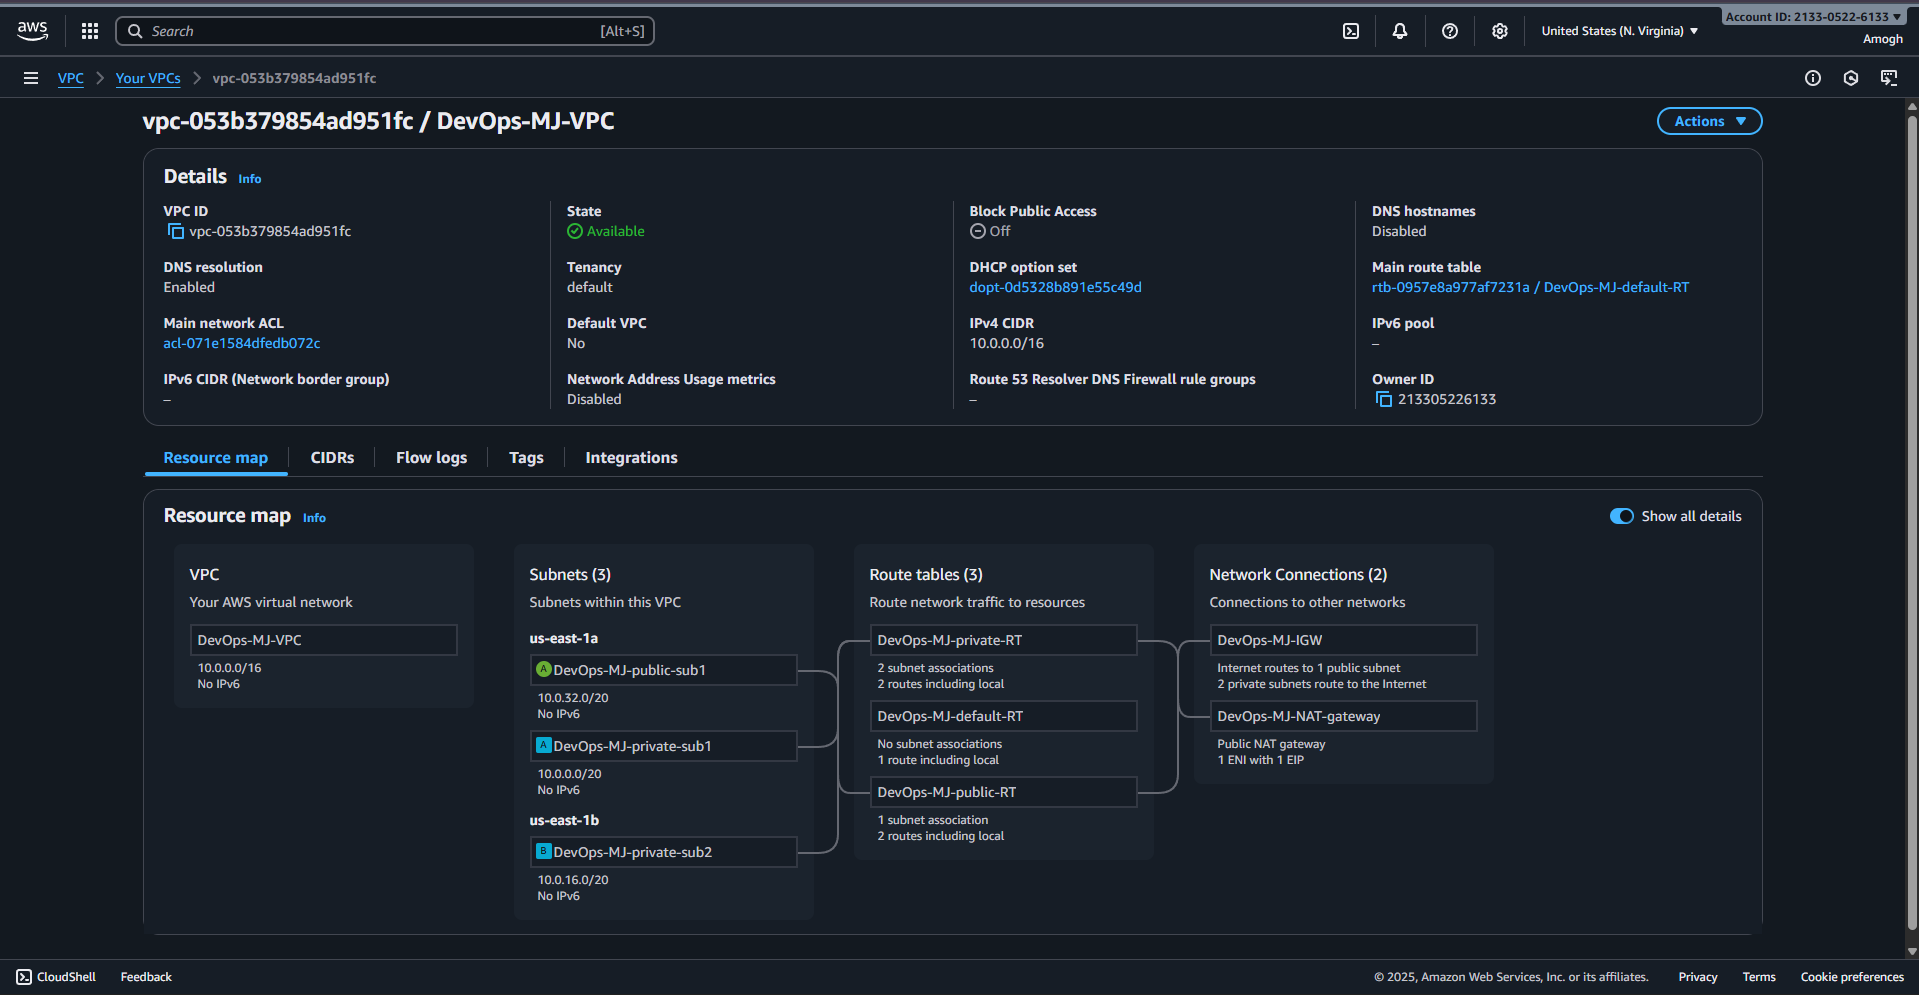 aws
Search [Alt+S]
United States (N. Virginia) ▼
Account ID: 2133-0522-6133 ▼
Amogh
VPC > Your VPCs > vpc-053b379854ad951fc
vpc-053b379854ad951fc / DevOps-MJ-VPC
Actions ▼
Details Info
VPC ID
vpc-053b379854ad951fc
State
Available
Block Public Access
Off
DNS hostnames
Disabled
DNS resolution
Enabled
Tenancy
default
DHCP option set
dopt-0d5328b891e55c49d
Main route table
rtb-0957e8a977af7231a / DevOps-MJ-default-RT
Main network ACL
acl-071e1584dfedb072c
Default VPC
No
IPv4 CIDR
10.0.0.0/16
IPv6 pool
–
IPv6 CIDR (Network border group)
–
Network Address Usage metrics
Disabled
Route 53 Resolver DNS Firewall rule groups
–
Owner ID
213305226133
Resource map
CIDRs
Flow logs
Tags
Integrations
Resource map Info
Show all details
VPC
Your AWS virtual network
DevOps-MJ-VPC
10.0.0.0/16
No IPv6
Subnets (3)
Subnets within this VPC
us-east-1a
A DevOps-MJ-public-sub1
10.0.32.0/20
No IPv6
A DevOps-MJ-private-sub1
10.0.0.0/20
No IPv6
us-east-1b
B DevOps-MJ-private-sub2
10.0.16.0/20
No IPv6
Route tables (3)
Route network traffic to resources
DevOps-MJ-private-RT
2 subnet associations
2 routes including local
DevOps-MJ-default-RT
No subnet associations
1 route including local
DevOps-MJ-public-RT
1 subnet association
2 routes including local
Network Connections (2)
Connections to other networks
DevOps-MJ-IGW
Internet routes to 1 public subnet
2 private subnets route to the Internet
DevOps-MJ-NAT-gateway
Public NAT gateway
1 ENI with 1 EIP
CloudShell
Feedback
© 2025, Amazon Web Services, Inc. or its affiliates.
Privacy
Terms
Cookie preferences